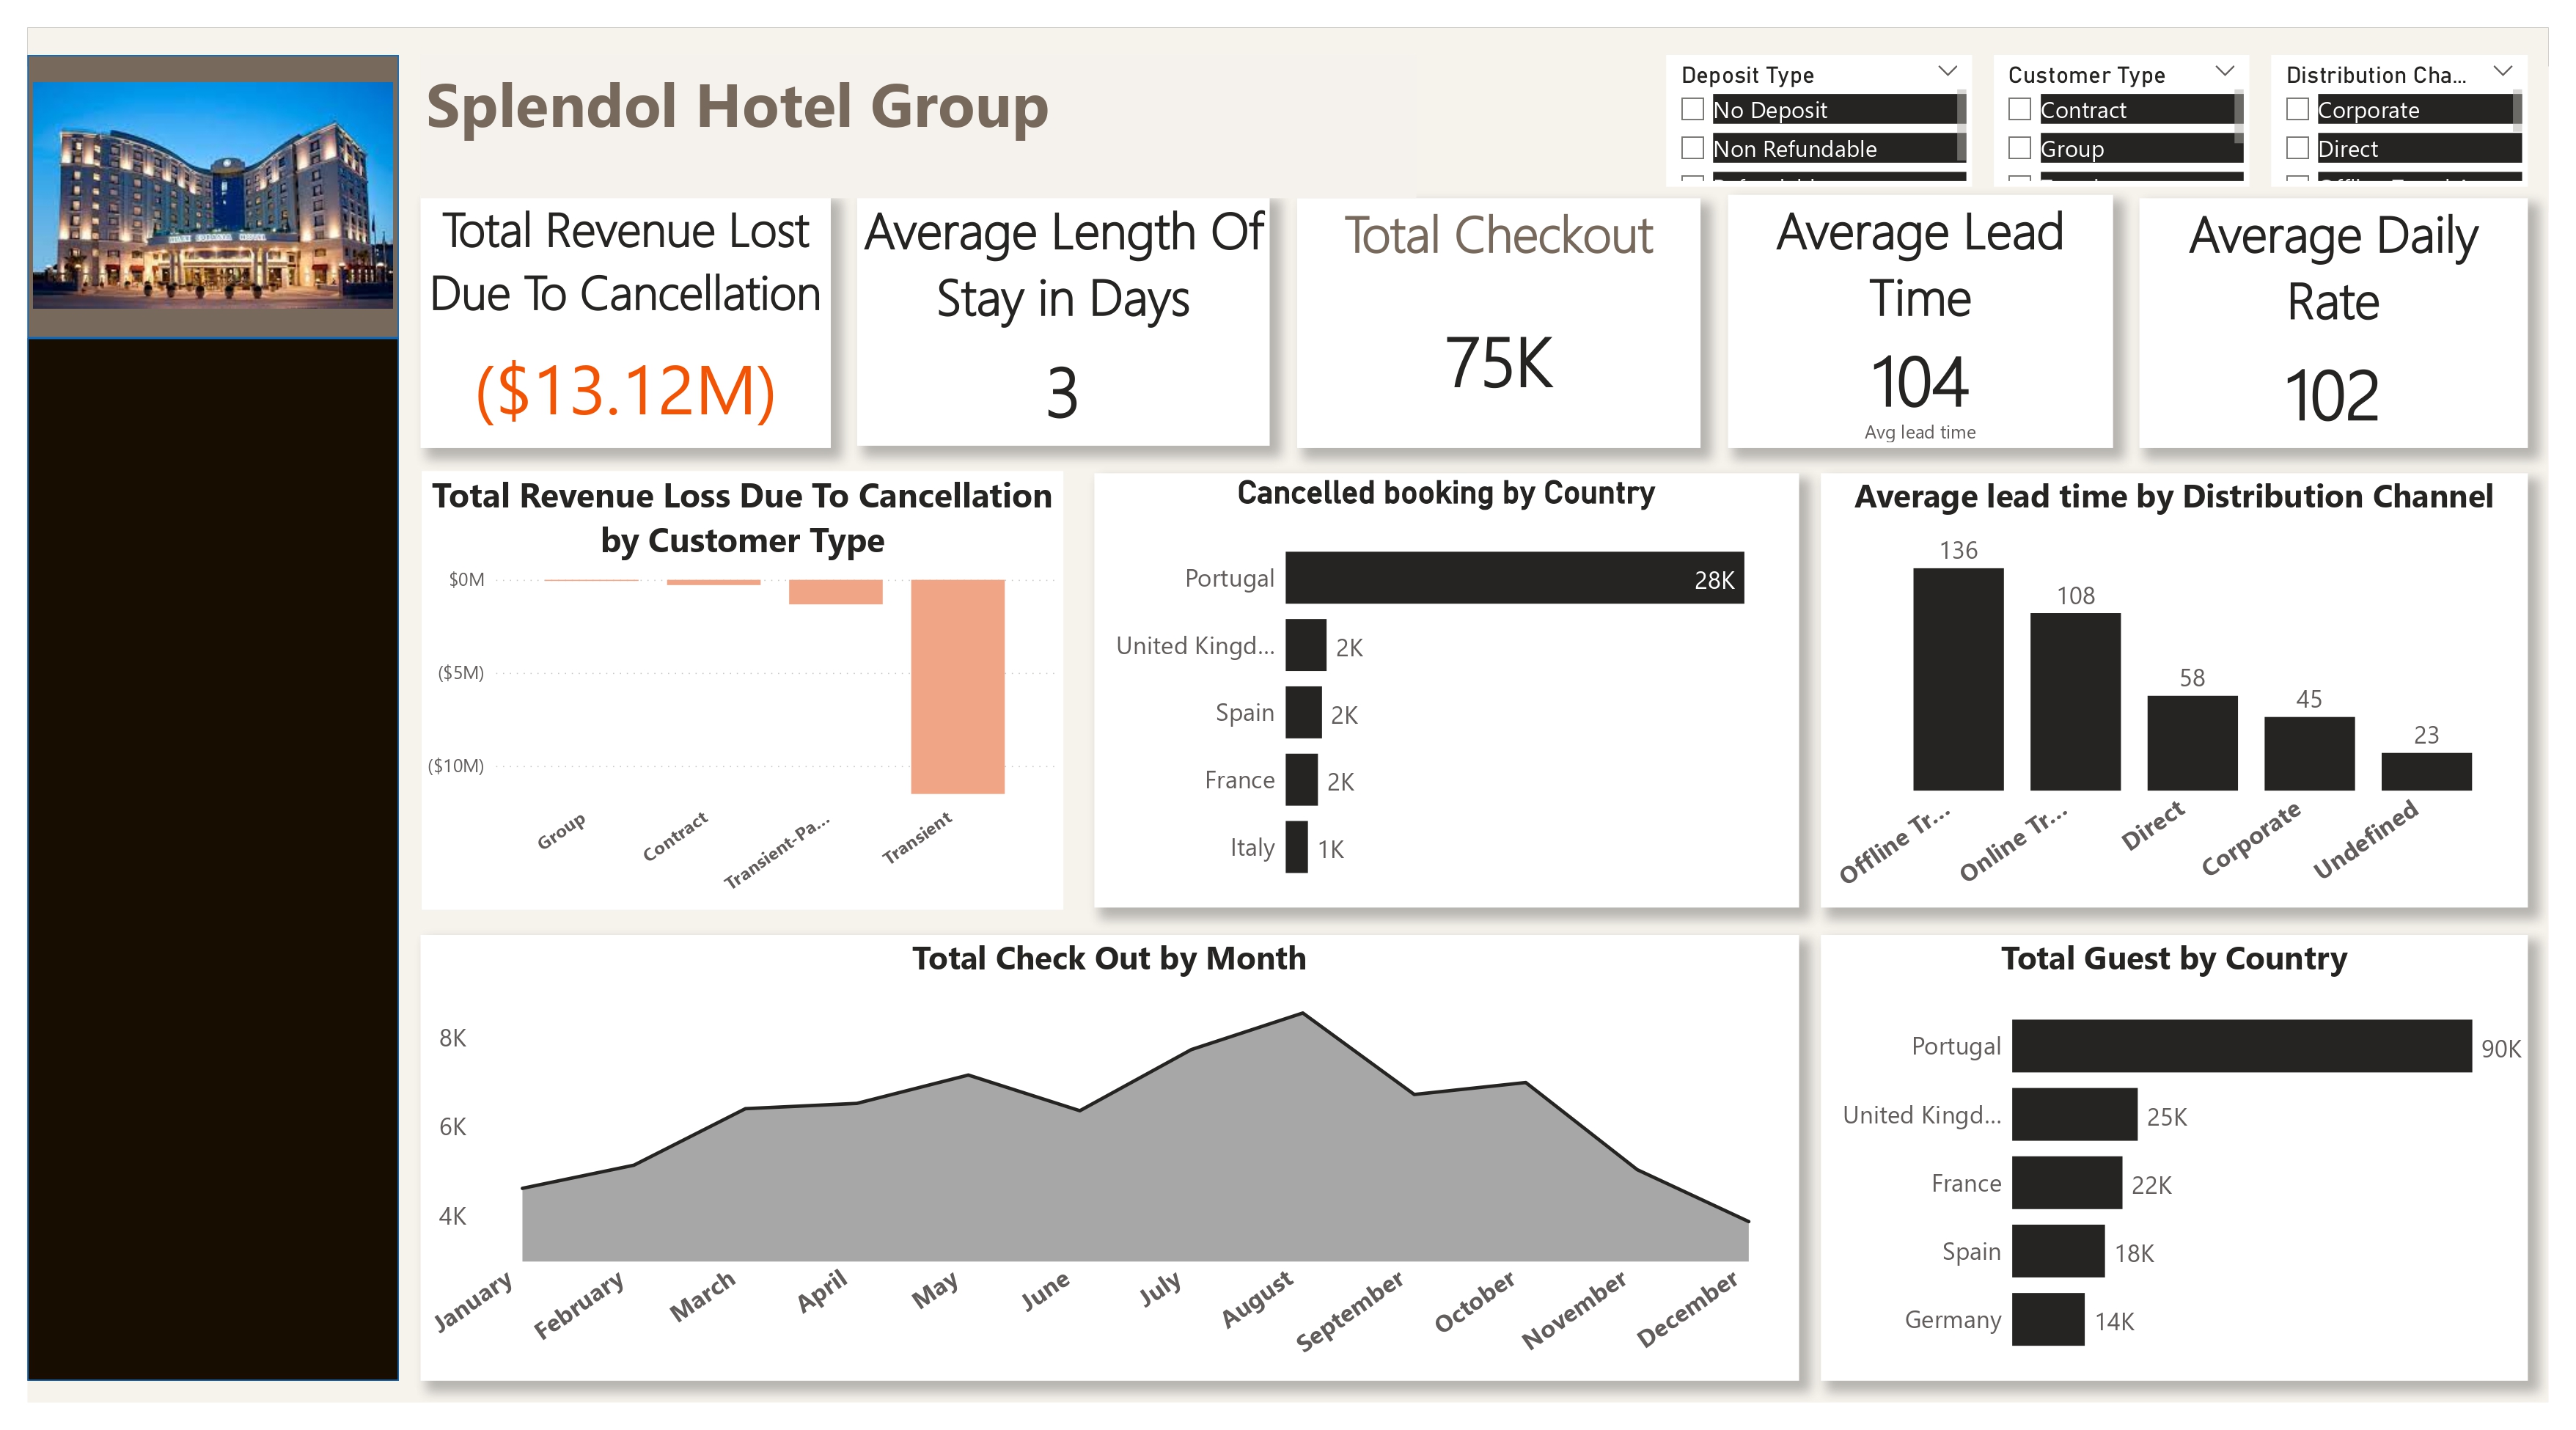 Splendol Hotel Group
Deposit Type
No Deposit
Non Refundable
Customer Type
Contract
Group
Distribution Cha...
Corporate
Direct
Total Revenue Lost
Due To Cancellation
($13.12M)
Average Length Of
Stay in Days
3
Total Checkout
75K
Average Lead
Time
104
Avg lead time
Average Daily
Rate
102
Total Revenue Loss Due To Cancellation
by Customer Type
$0M
($5M)
($10M)
Group
Contract
Transient-Pa...
Transient
Cancelled booking by Country
Portugal
28K
United Kingd...
2K
Spain
2K
France
2K
Italy
1K
Average lead time by Distribution Channel
136
108
58
45
23
Offline Tr...
Online Tr...
Direct
Corporate
Undefined
Total Check Out by Month
8K
6K
4K
January
February
March
April
May
June
July
August
September
October
November
December
Total Guest by Country
Portugal
90K
United Kingd...
25K
France
22K
Spain
18K
Germany
14K